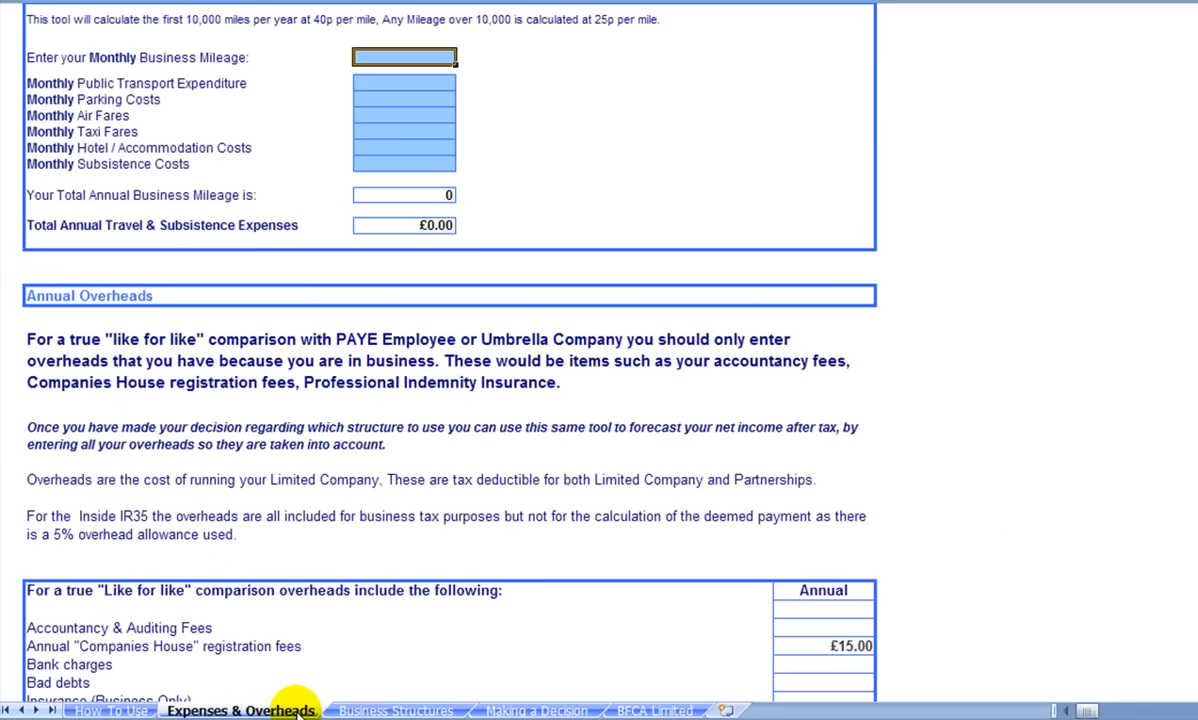 This tool will calculate the first 10,000 miles per year at 40p per mile, Any Mileage over 10,000 is calculated at 25p per mile.
Enter your Monthly Business Mileage:
Monthly Public Transport Expenditure
Monthly Parking Costs
Monthly Air Fares
Monthly Taxi Fares
Monthly Hotel / Accommodation Costs
Monthly Subsistence Costs
Your Total Annual Business Mileage is: 0
Total Annual Travel & Subsistence Expenses £0.00
Annual Overheads
For a true "like for like" comparison with PAYE Employee or Umbrella Company you should only enter
overheads that you have because you are in business. These would be items such as your accountancy fees,
Companies House registration fees, Professional Indemnity Insurance.
Once you have made your decision regarding which structure to use you can use this same tool to forecast your net income after tax, by
entering all your overheads so they are taken into account.
Overheads are the cost of running your Limited Company, These are tax deductible for both Limited Company and Partnerships.
For the Inside IR35 the overheads are all included for business tax purposes but not for the calculation of the deemed payment as there
is a 5% overhead allowance used.
For a true "Like for like" comparison overheads include the following: Annual
Accountancy & Auditing Fees
Annual "Companies House" registration fees £15.00
Bank charges
Bad debts
Insurance (Business Only)
How To Use Expenses & Overheads Business Structures Making a Decision BFCA Limited